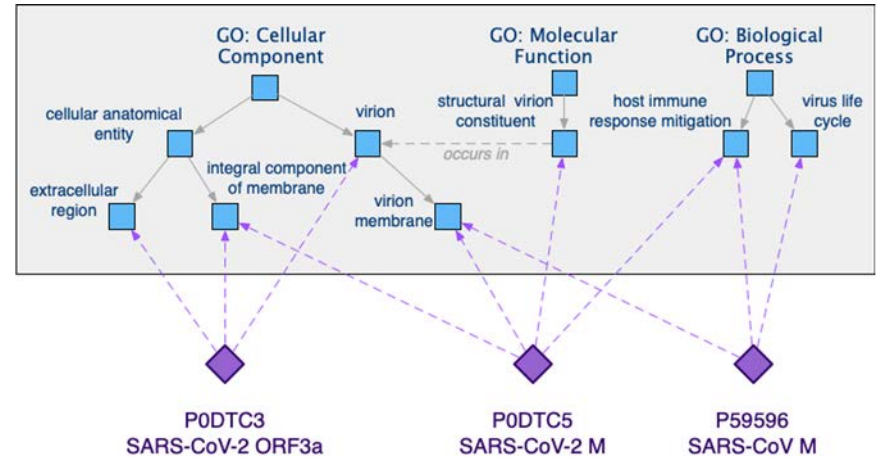 GO: Cellular
Component
GO: Molecular
Function
GO: Biological
Process
cellular anatomical
entity
virion
structural virion
constituent
host immune
response mitigation
virus life
cycle
occurs in
extracellular
region
integral component
of membrane
virion
membrane
P0DTC3
SARS-CoV-2 ORF3a
P0DTC5
SARS-CoV-2 M
P59596
SARS-CoV M